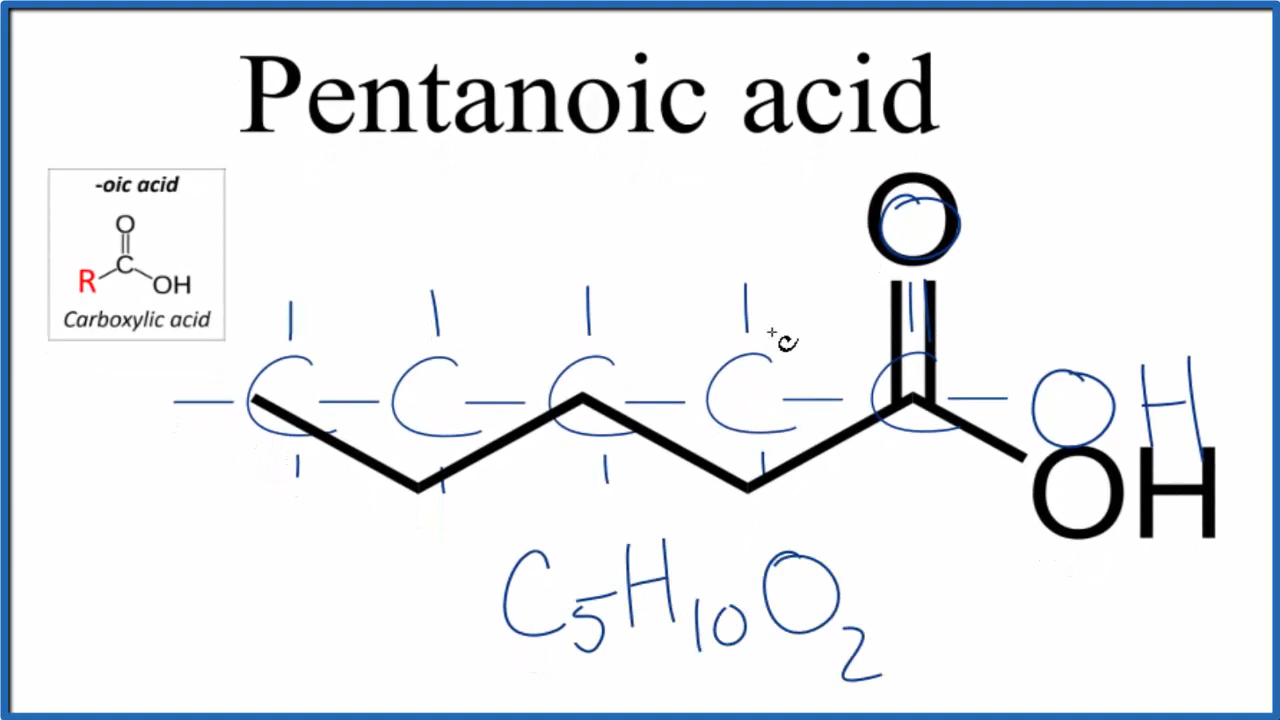 Pentanoic acid
-oic acid
O
R C OH
Carboxylic acid
O
C C C C C OH
OH
C5H10O2